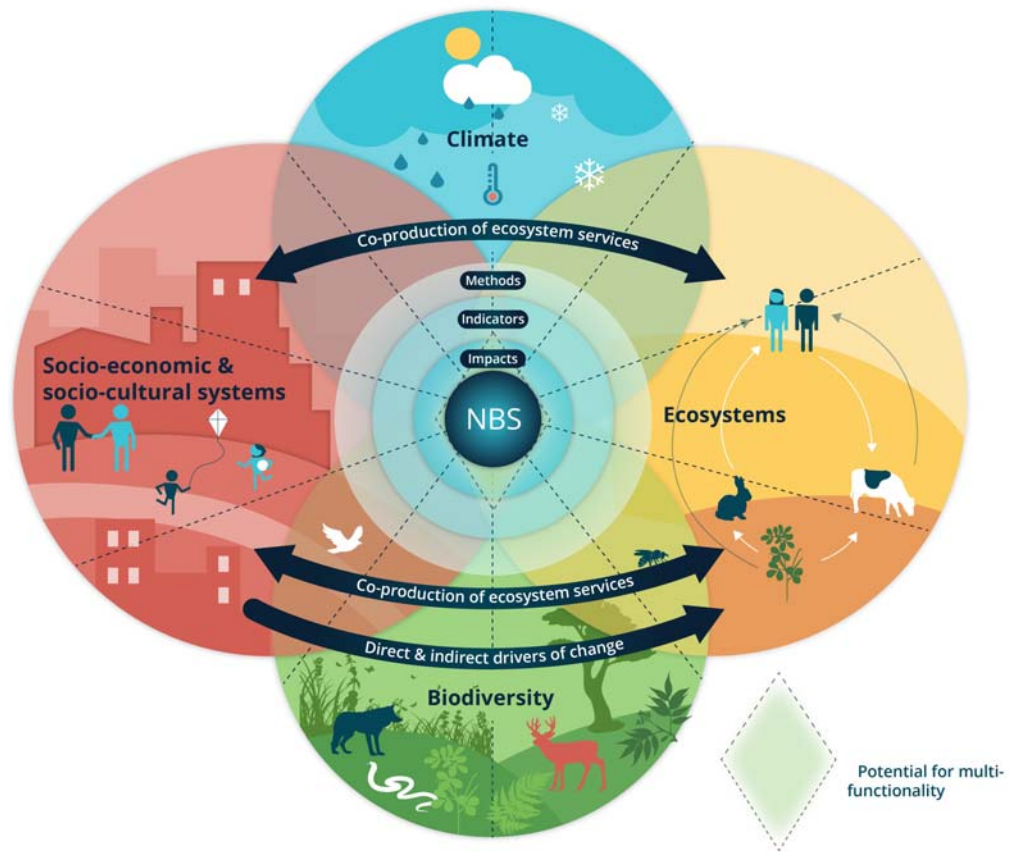 Climate
Co-production of ecosystem services
Methods
Indicators
Impacts
NBS
Socio-economic &
socio-cultural systems
Ecosystems
Co-production of ecosystem services
Direct & indirect drivers of change
Biodiversity
Potential for multi-
functionality